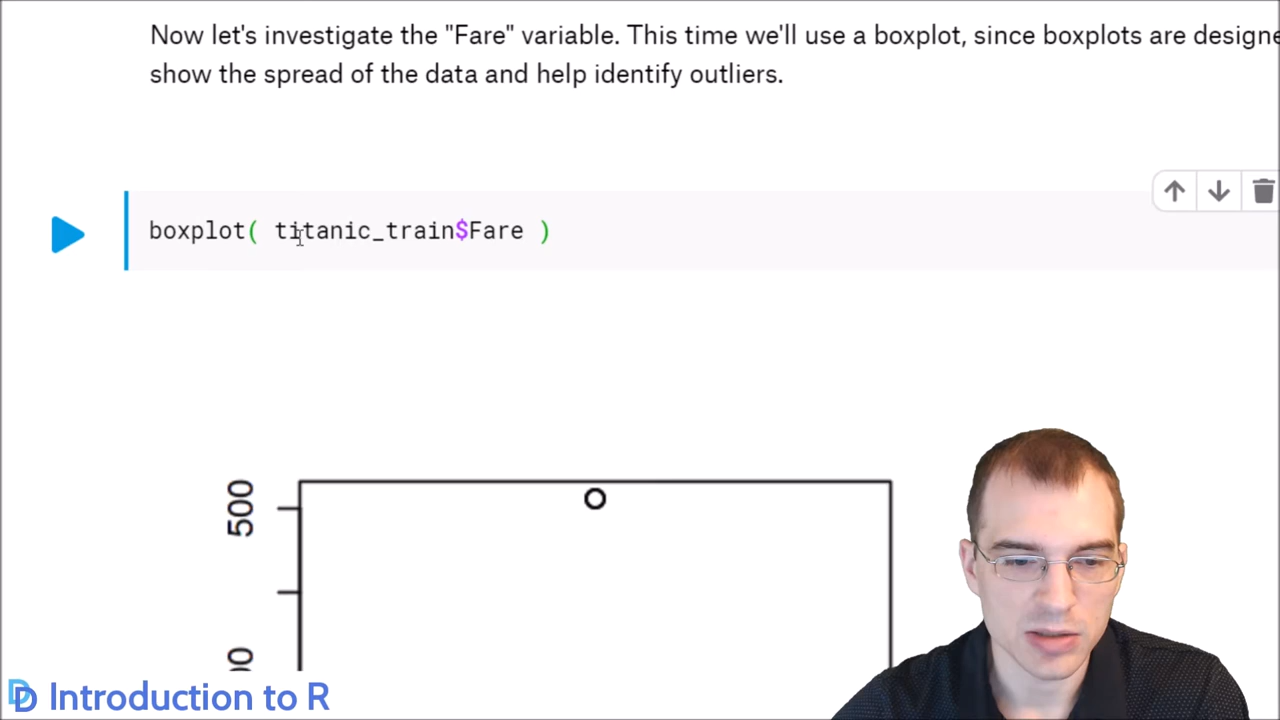 Now let's investigate the "Fare" variable. This time we'll use a boxplot, since boxplots are designe
show the spread of the data and help identify outliers.
boxplot( titanic_train$Fare )
500
00
Introduction to R